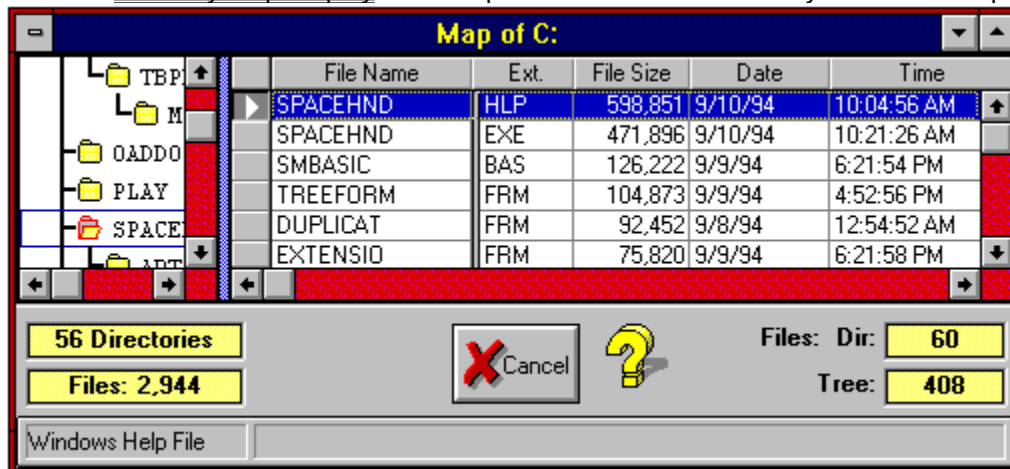 Map of C:
File Name Ext. File Size Date Time
SPACEHND HLP 598,851 9/10/94 10:04:56 AM
SPACEHND EXE 471,896 9/10/94 10:21:26 AM
SMBASIC BAS 126,222 9/9/94 6:21:54 PM
TREEFORM FRM 104,873 9/9/94 4:52:56 PM
DUPLICAT FRM 92,452 9/8/94 12:54:52 AM
EXTENSIO FRM 75,820 9/9/94 6:21:58 PM
TBP
M
OADDO
PLAY
SPACE
56 Directories
Files: 2,944
Cancel
Files: Dir: 60
Tree: 408
Windows Help File